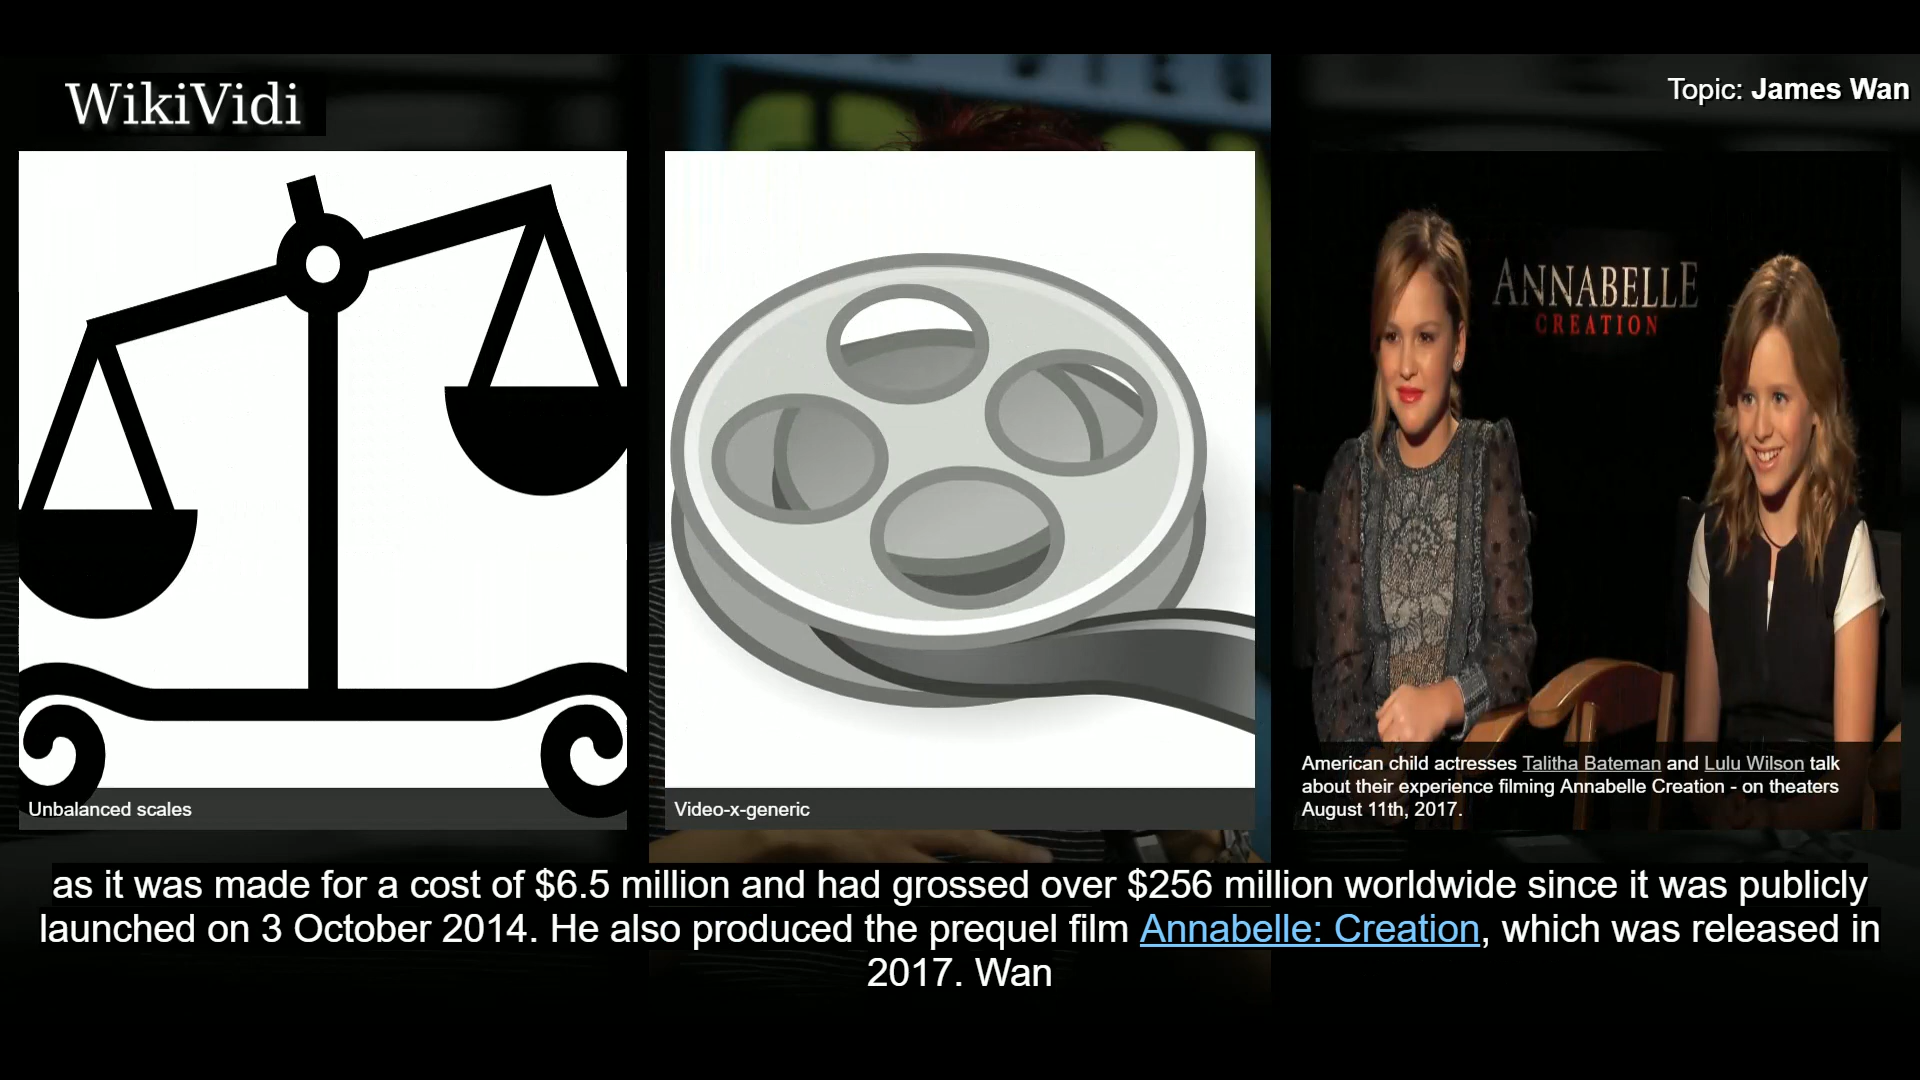 WikiVidi
Topic: James Wan
ANNABELLE
CREATION
Unbalanced scales
Video-x-generic
American child actresses Talitha Bateman and Lulu Wilson talk
about their experience filming Annabelle Creation - on theaters
August 11th, 2017.
as it was made for a cost of $6.5 million and had grossed over $256 million worldwide since it was publicly
launched on 3 October 2014. He also produced the prequel film Annabelle: Creation, which was released in
2017. Wan